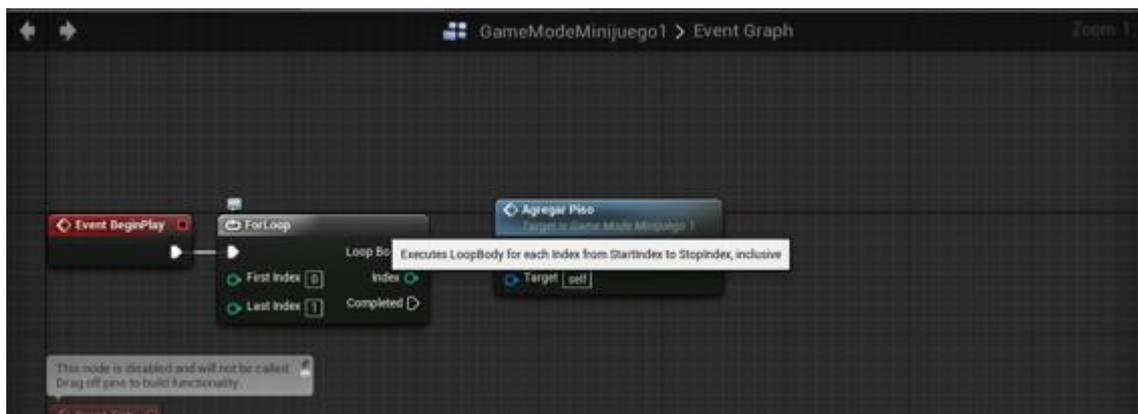 GameModeMinijuego1 > Event Graph
Zoom 1:
Agregar Piso
Target is Game Mode Minijuego 1
Event BeginPlay
ForLoop
Loop Bo
Executes LoopBody for each Index from StartIndex to StopIndex, inclusive
First Index 0
Index
Target self
Last Index 1
Completed
This node is disabled and will not be called.
Drag off pins to build functionality.